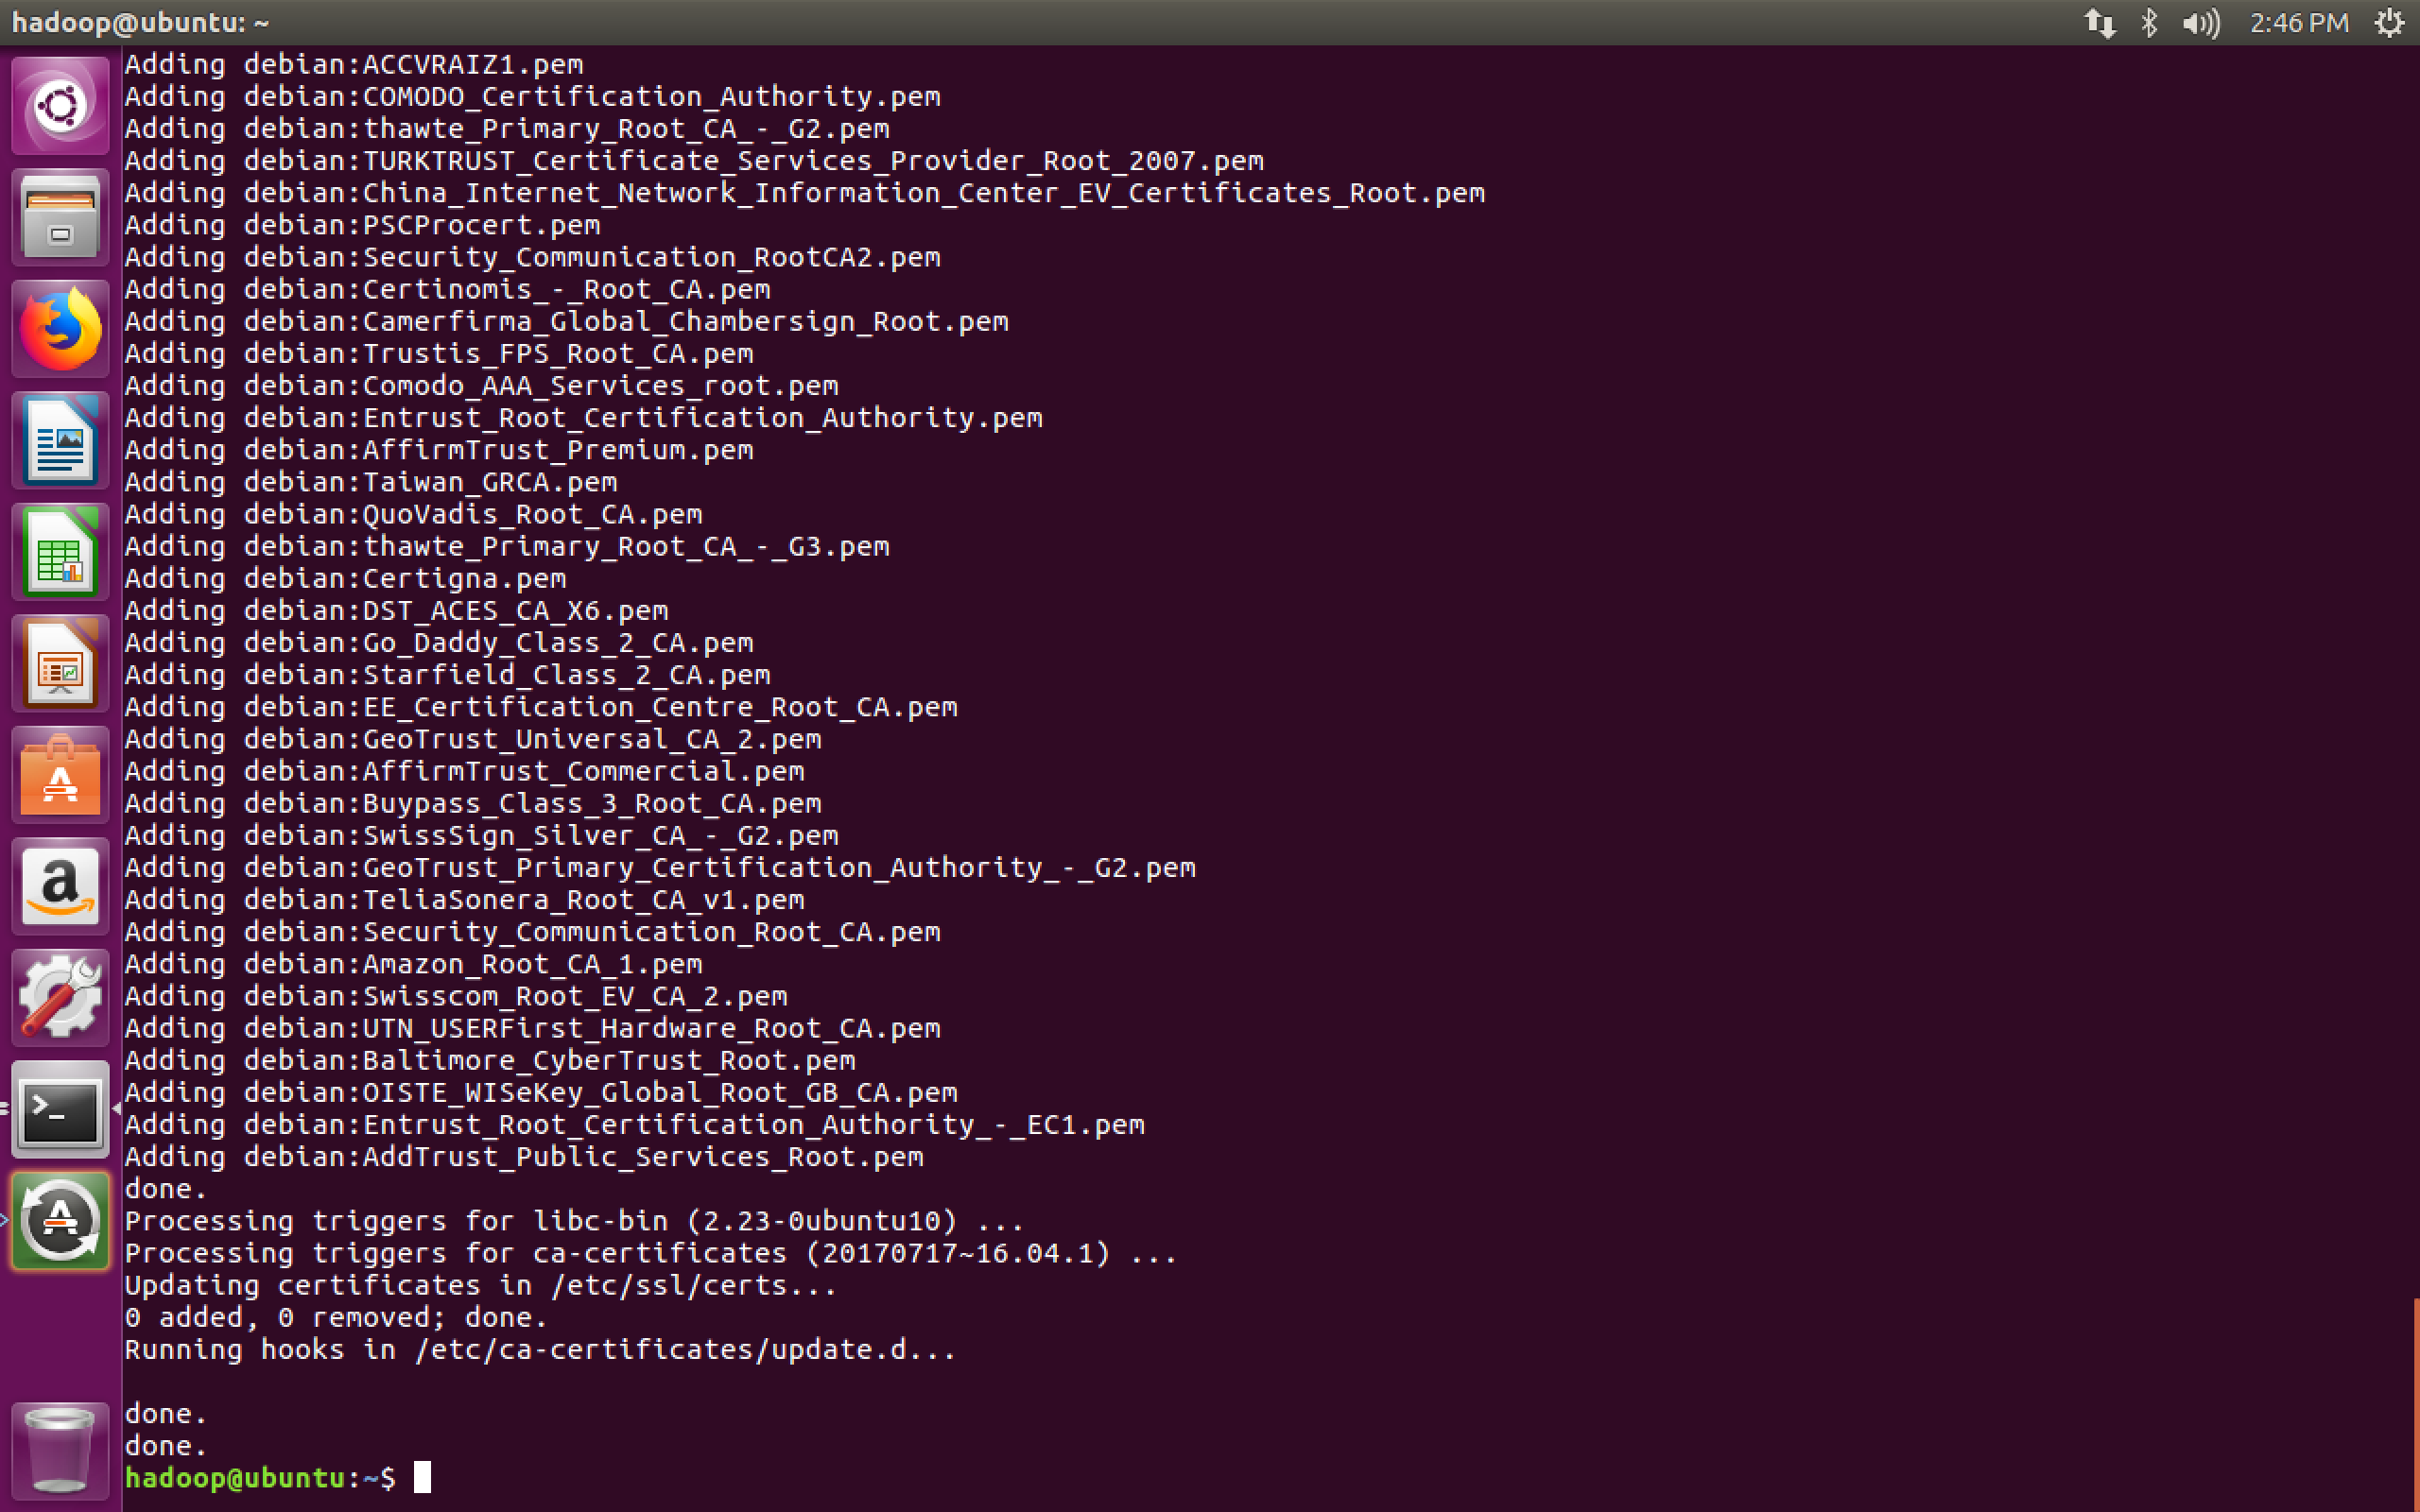 hadoop@ubuntu: ~
2:46 PM
Adding debian:ACCVRAIZ1.pem
Adding debian:COMODO_Certification_Authority.pem
Adding debian:thawte_Primary_Root_CA_-_G2.pem
Adding debian:TURKTRUST_Certificate_Services_Provider_Root_2007.pem
Adding debian:China_Internet_Network_Information_Center_EV_Certificates_Root.pem
Adding debian:PSCProcert.pem
Adding debian:Security_Communication_RootCA2.pem
Adding debian:Certinomis_-_Root_CA.pem
Adding debian:Camerfirma_Global_Chambersign_Root.pem
Adding debian:Trustis_FPS_Root_CA.pem
Adding debian:Comodo_AAA_Services_root.pem
Adding debian:Entrust_Root_Certification_Authority.pem
Adding debian:AffirmTrust_Premium.pem
Adding debian:Taiwan_GRCA.pem
Adding debian:QuoVadis_Root_CA.pem
Adding debian:thawte_Primary_Root_CA_-_G3.pem
Adding debian:Certigna.pem
Adding debian:DST_ACES_CA_X6.pem
Adding debian:Go_Daddy_Class_2_CA.pem
Adding debian:Starfield_Class_2_CA.pem
Adding debian:EE_Certification_Centre_Root_CA.pem
Adding debian:GeoTrust_Universal_CA_2.pem
Adding debian:AffirmTrust_Commercial.pem
Adding debian:Buypass_Class_3_Root_CA.pem
Adding debian:SwissSign_Silver_CA_-_G2.pem
Adding debian:GeoTrust_Primary_Certification_Authority_-_G2.pem
Adding debian:TeliaSonera_Root_CA_v1.pem
Adding debian:Security_Communication_Root_CA.pem
Adding debian:Amazon_Root_CA_1.pem
Adding debian:Swisscom_Root_EV_CA_2.pem
Adding debian:UTN_USERFirst_Hardware_Root_CA.pem
Adding debian:Baltimore_CyberTrust_Root.pem
Adding debian:OISTE_WISeKey_Global_Root_GB_CA.pem
Adding debian:Entrust_Root_Certification_Authority_-_EC1.pem
Adding debian:AddTrust_Public_Services_Root.pem
done.
Processing triggers for libc-bin (2.23-0ubuntu10) ...
Processing triggers for ca-certificates (20170717~16.04.1) ...
Updating certificates in /etc/ssl/certs...
0 added, 0 removed; done.
Running hooks in /etc/ca-certificates/update.d...
done.
done.
hadoop@ubuntu:~$